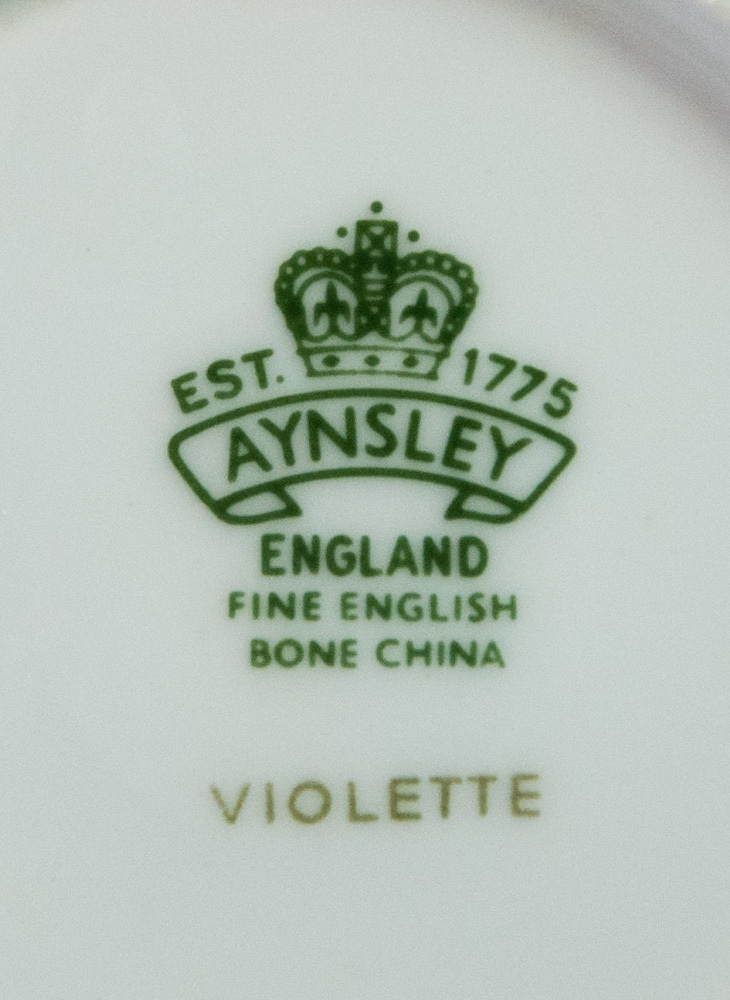 EST. 1775
AYNSLEY
ENGLAND
FINE ENGLISH
BONE CHINA
VIOLETTE